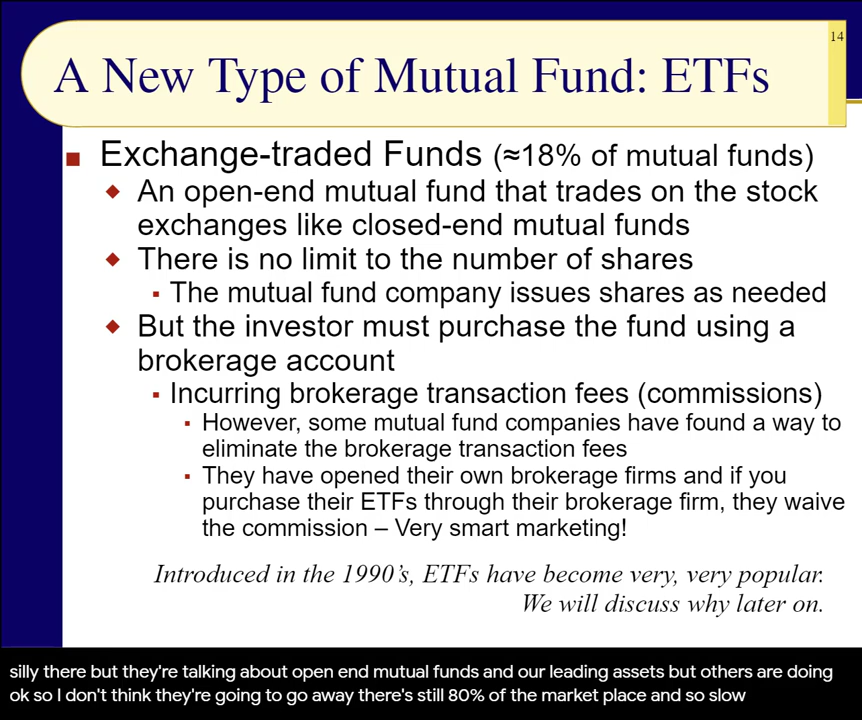 14
A New Type of Mutual Fund: ETFs
■ Exchange-traded Funds (≈18% of mutual funds)
◆ An open-end mutual fund that trades on the stock
exchanges like closed-end mutual funds
◆ There is no limit to the number of shares
▪ The mutual fund company issues shares as needed
◆ But the investor must purchase the fund using a
brokerage account
▪ Incurring brokerage transaction fees (commissions)
▪ However, some mutual fund companies have found a way to
eliminate the brokerage transaction fees
▪ They have opened their own brokerage firms and if you
purchase their ETFs through their brokerage firm, they waive
the commission – Very smart marketing!
Introduced in the 1990’s, ETFs have become very, very popular.
We will discuss why later on.
silly there but they're talking about open end mutual funds and our leading assets but others are doing
ok so I don't think they're going to go away there's still 80% of the market place and so slow